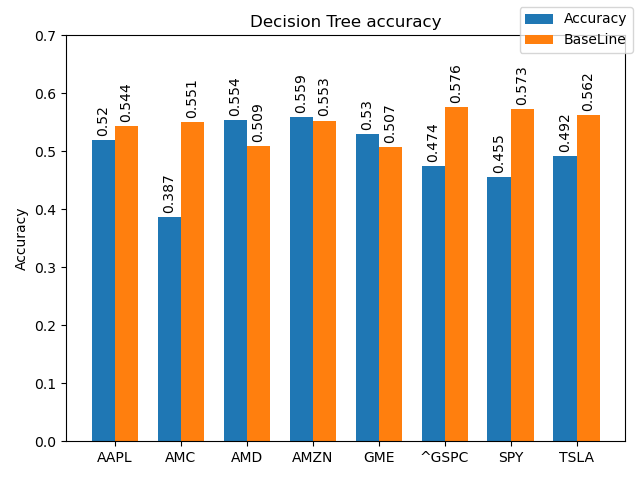 Decision Tree accuracy
Accuracy
BaseLine
0.7
0.6
0.5
0.4
0.3
0.2
0.1
0.0
Accuracy
0.52
0.544
0.387
0.551
0.554
0.509
0.559
0.553
0.53
0.507
0.474
0.576
0.455
0.573
0.492
0.562
AAPL
AMC
AMD
AMZN
GME
^GSPC
SPY
TSLA